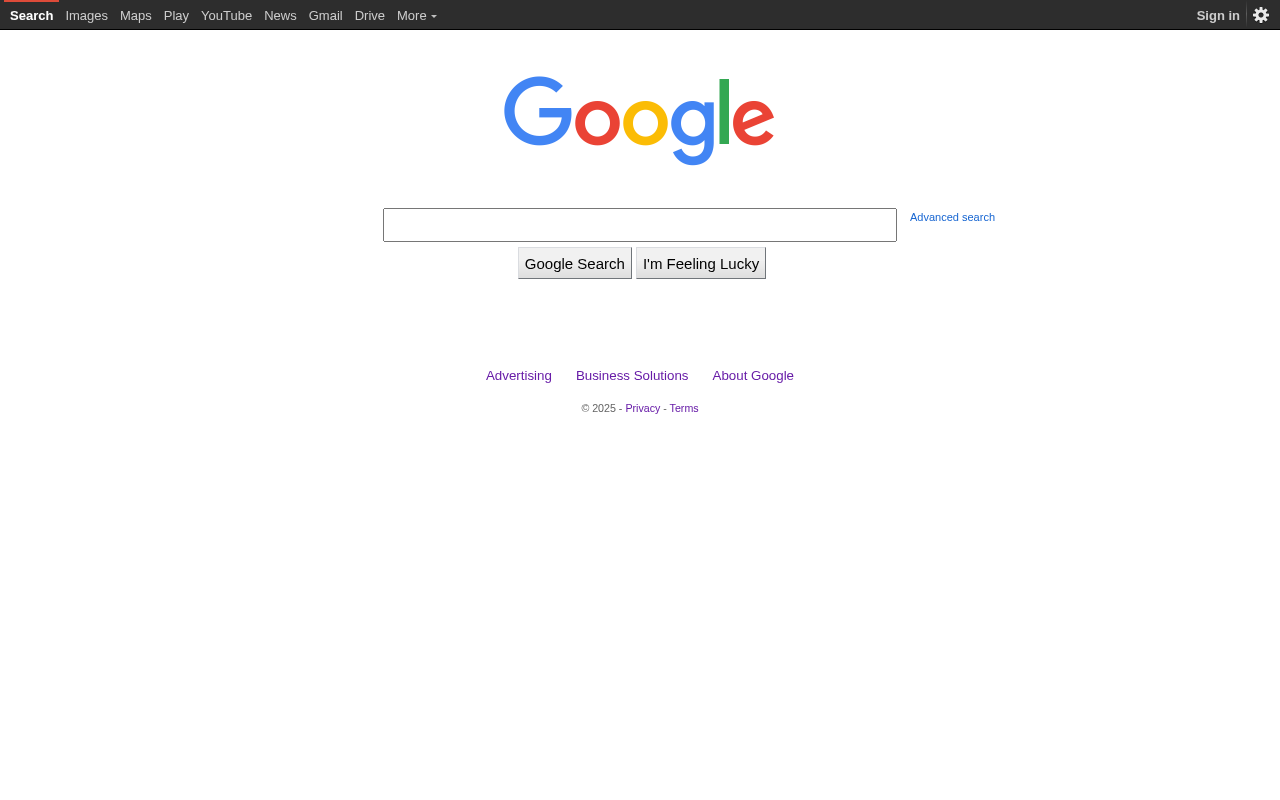 Search Images Maps Play YouTube News Gmail Drive More Sign in
Google
Advanced search
Google Search I'm Feeling Lucky
Advertising Business Solutions About Google
© 2025 - Privacy - Terms